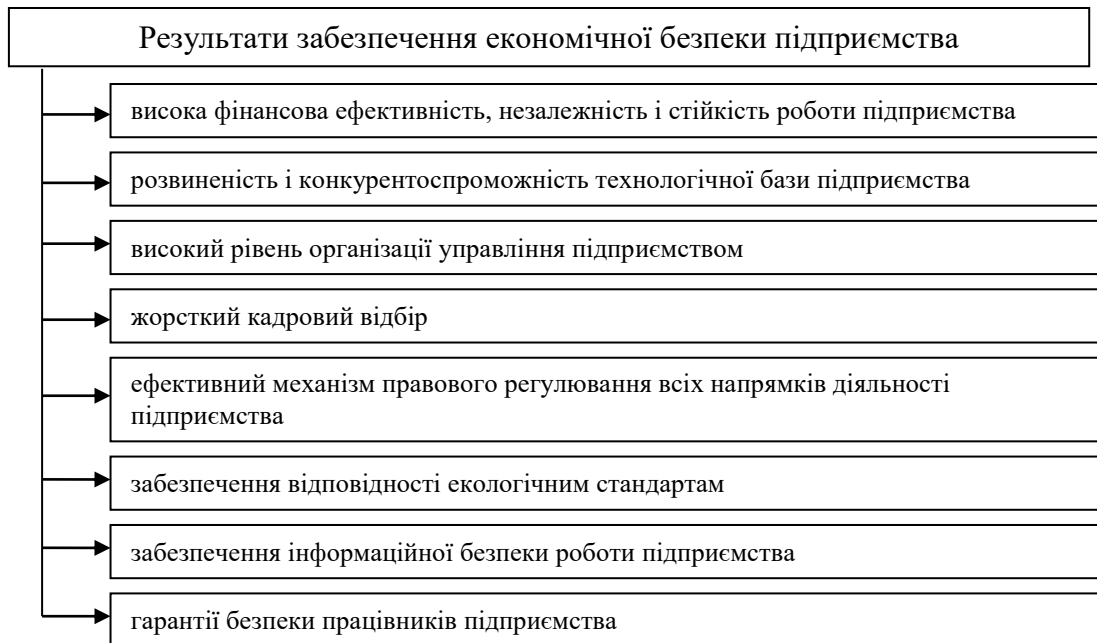 Результати забезпечення економічної безпеки підприємства
висока фінансова ефективність, незалежність і стійкість роботи підприємства
розвиненість і конкурентоспроможність технологічної бази підприємства
високий рівень організації управління підприємством
жорсткий кадровий відбір
ефективний механізм правового регулювання всіх напрямків діяльності
підприємства
забезпечення відповідності екологічним стандартам
забезпечення інформаційної безпеки роботи підприємства
гарантії безпеки працівників підприємства